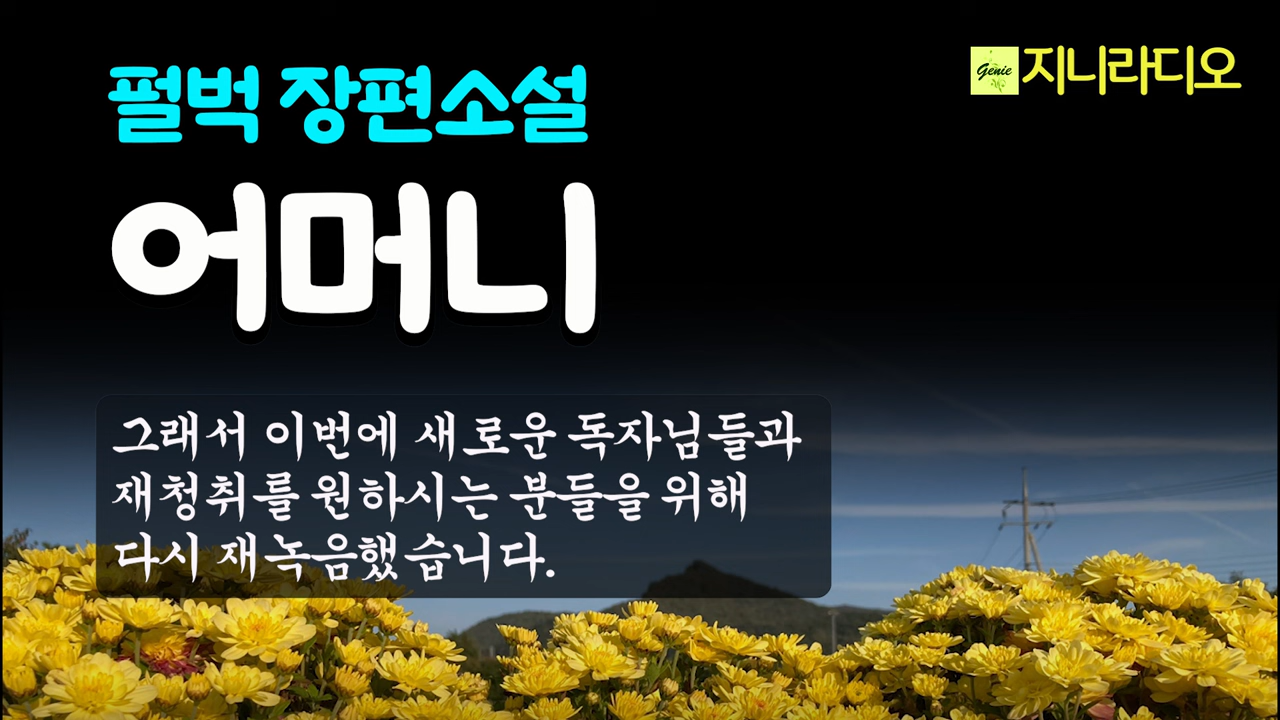 펄벅 장편소설
Genie 지니라디오
어머니
그래서 이번에 새로운 독자님들과
재청취를 원하시는 분들을 위해
다시 재녹음했습니다.